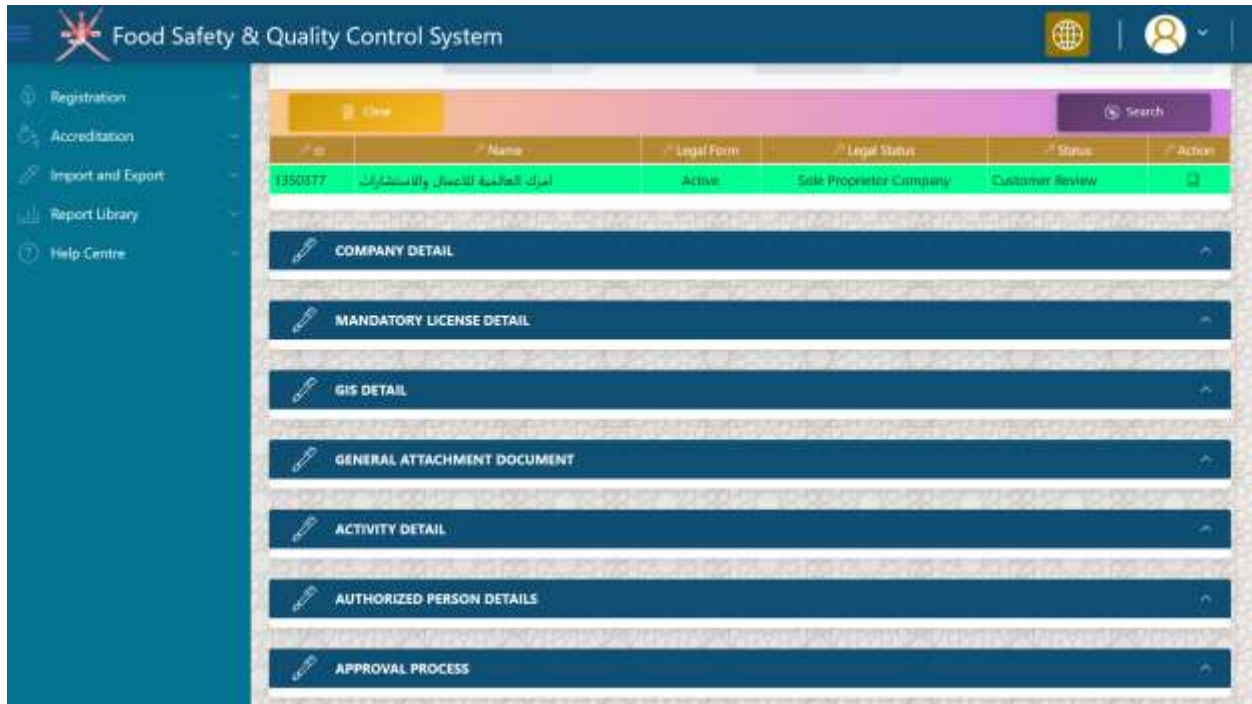 Food Safety & Quality Control System
Registration
Accreditation
Import and Export
Report Library
Help Centre
Clear
Search
ID Name Legal Form Legal Status Status Action
1350377 امرك العالمية للاعمال والاستشارات Active Sole Proprietor Company Customer Review
COMPANY DETAIL
MANDATORY LICENSE DETAIL
GIS DETAIL
GENERAL ATTACHMENT DOCUMENT
ACTIVITY DETAIL
AUTHORIZED PERSON DETAILS
APPROVAL PROCESS